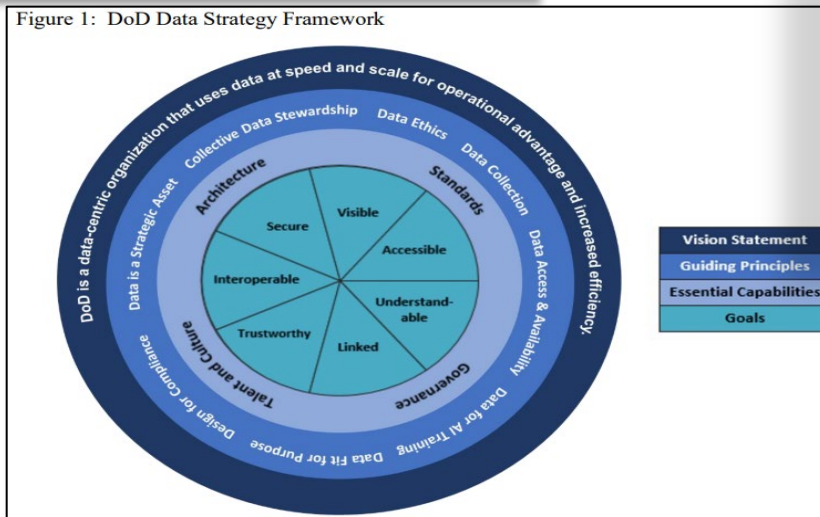 Figure 1: DoD Data Strategy Framework
DoD is a data-centric organization that uses data at speed and scale for operational advantage and increased efficiency.
Data is a Strategic Asset
Collective Data Stewardship
Data Ethics
Data Collection
Data Access & Availability
Data for AI Training
Data Fit for Purpose
Design for Compliance
Architecture
Standards
Governance
Talent and Culture
Secure
Visible
Accessible
Understand-
able
Linked
Trustworthy
Interoperable
Vision Statement
Guiding Principles
Essential Capabilities
Goals